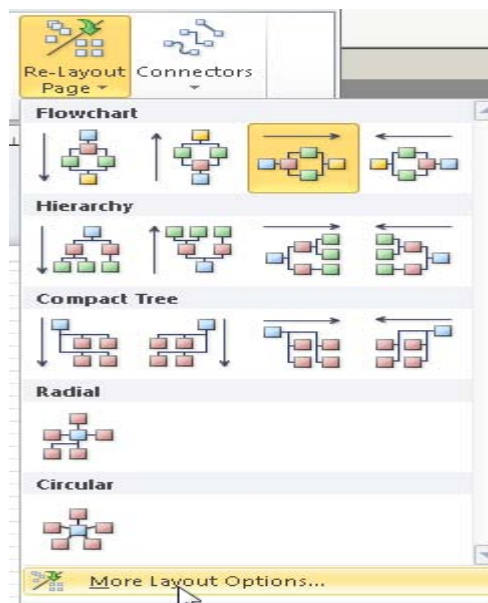 Re-Layout Connectors
Page
Flowchart
Hierarchy
Compact Tree
Radial
Circular
More Layout Options...